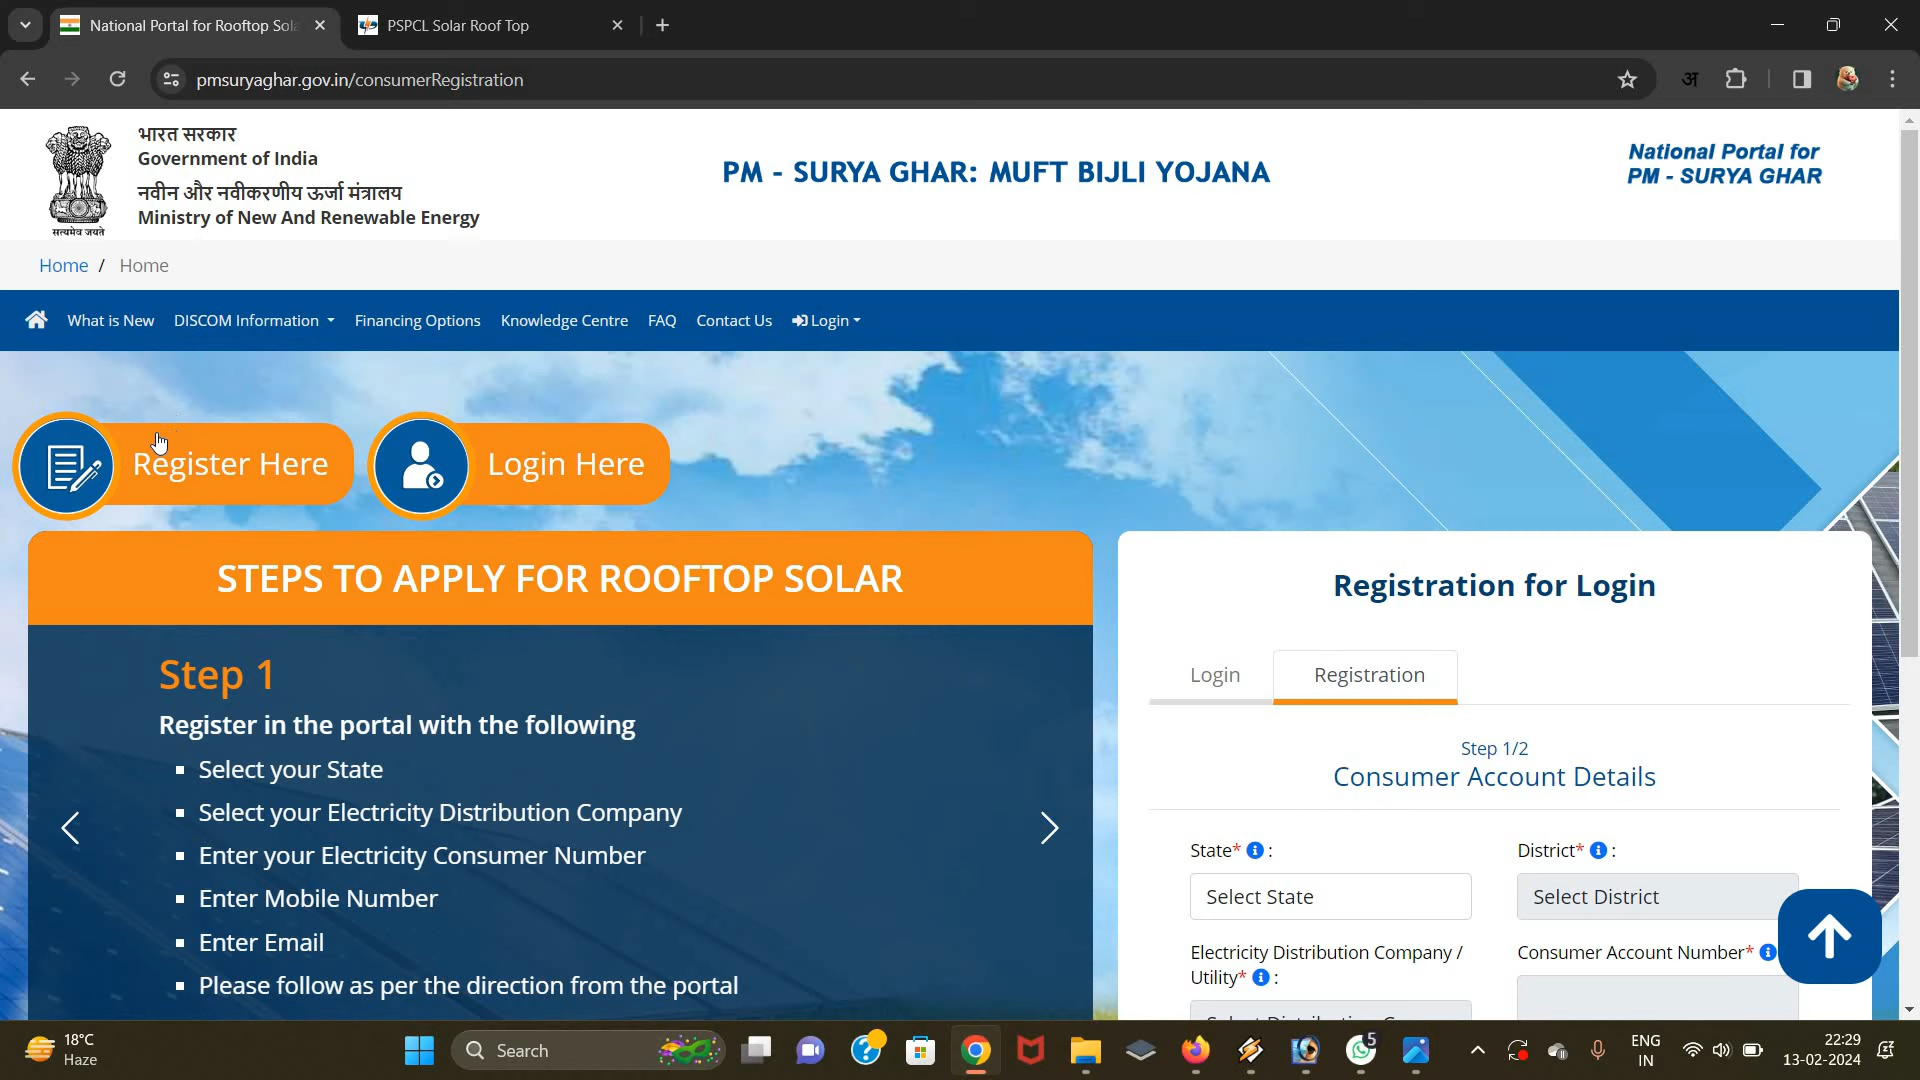 National Portal for Rooftop Sola
PSPCL Solar Roof Top
pmsuryaghar.gov.in/consumerRegistration
अ
भारत सरकार
Government of India
नवीन और नवीकरणीय ऊर्जा मंत्रालय
Ministry of New And Renewable Energy
सत्यमेव जयते
PM - SURYA GHAR: MUFT BIJLI YOJANA
National Portal for
PM - SURYA GHAR
Home / Home
What is New DISCOM Information Financing Options Knowledge Centre FAQ Contact Us Login
Register Here Login Here
STEPS TO APPLY FOR ROOFTOP SOLAR
Step 1
Register in the portal with the following
Select your State
Select your Electricity Distribution Company
Enter your Electricity Consumer Number
Enter Mobile Number
Enter Email
Please follow as per the direction from the portal
Registration for Login
Login Registration
Step 1/2
Consumer Account Details
State* : District* :
Select State Select District
Electricity Distribution Company / Consumer Account Number*
Utility* :
18°C
Haze
Search
5
ENG
IN
22:29
13-02-2024